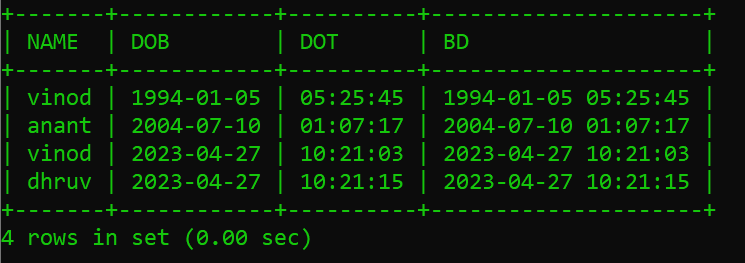 +-------+------------+----------+---------------------+
| NAME  | DOB        | DOT      | BD                  |
+-------+------------+----------+---------------------+
| vinod | 1994-01-05 | 05:25:45 | 1994-01-05 05:25:45 |
| anant | 2004-07-10 | 01:07:17 | 2004-07-10 01:07:17 |
| vinod | 2023-04-27 | 10:21:03 | 2023-04-27 10:21:03 |
| dhruv | 2023-04-27 | 10:21:15 | 2023-04-27 10:21:15 |
+-------+------------+----------+---------------------+
4 rows in set (0.00 sec)